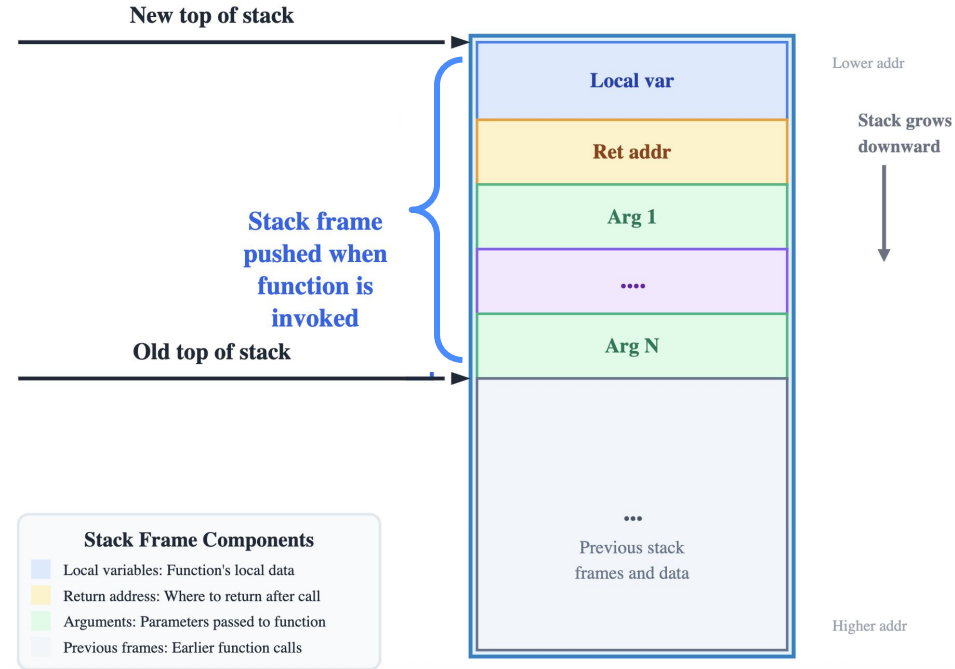 New top of stack
Local var
Lower addr
Stack grows
downward
Ret addr
Arg 1
Stack frame
pushed when
function is
invoked
....
Arg N
Old top of stack
...
Previous stack
frames and data
Higher addr
Stack Frame Components
Local variables: Function's local data
Return address: Where to return after call
Arguments: Parameters passed to function
Previous frames: Earlier function calls